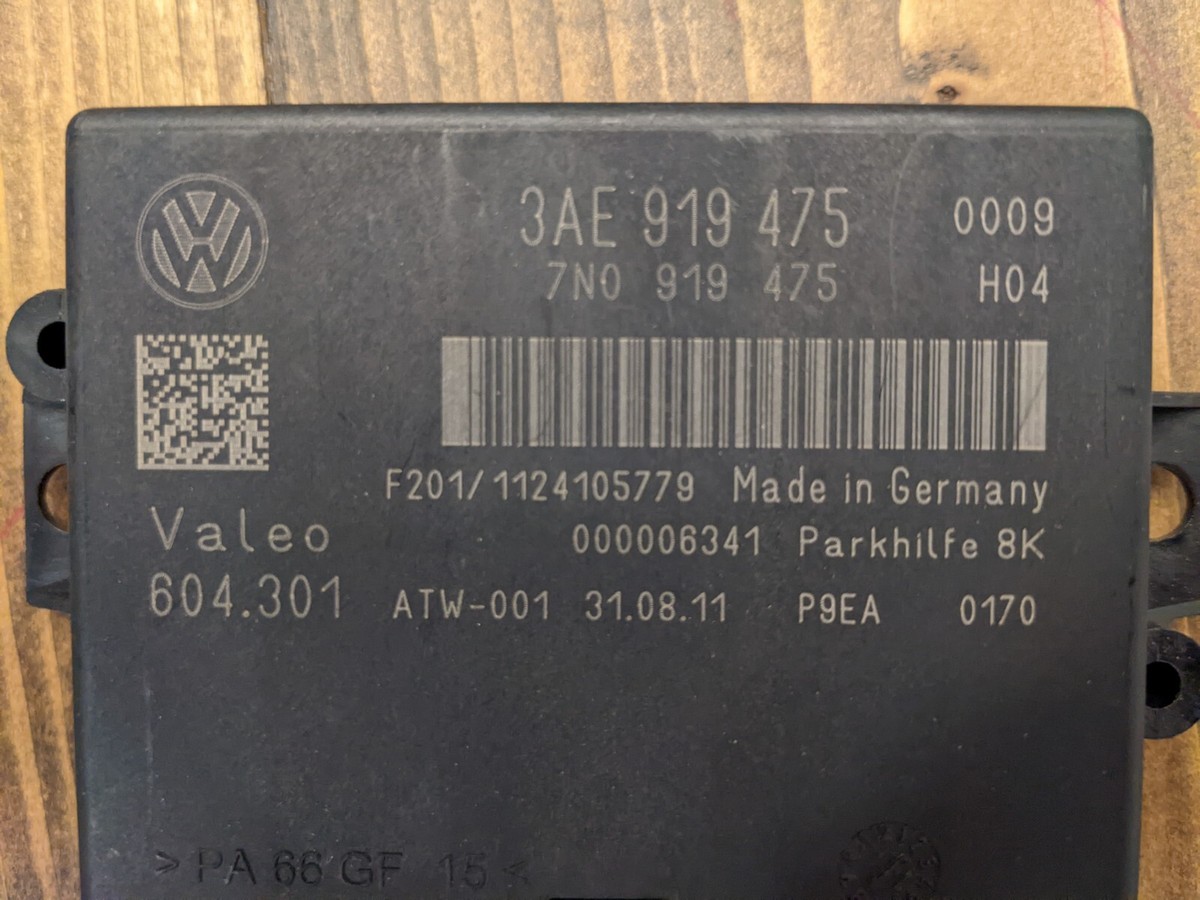 3AE 919 475 0009
7N0 919 475 H04
F201/1124105779 Made in Germany
Valeo 000006341 Parkhilfe 8K
604.301 ATW-001 31.08.11 P9EA 0170
> PA 66 GF 15 <